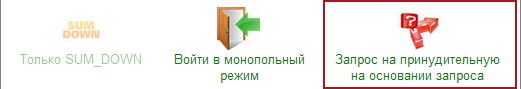 SUM
DOWN
Только SUM_DOWN
Войти в монопольный
режим
Запрос на принудительную
на основании запроса